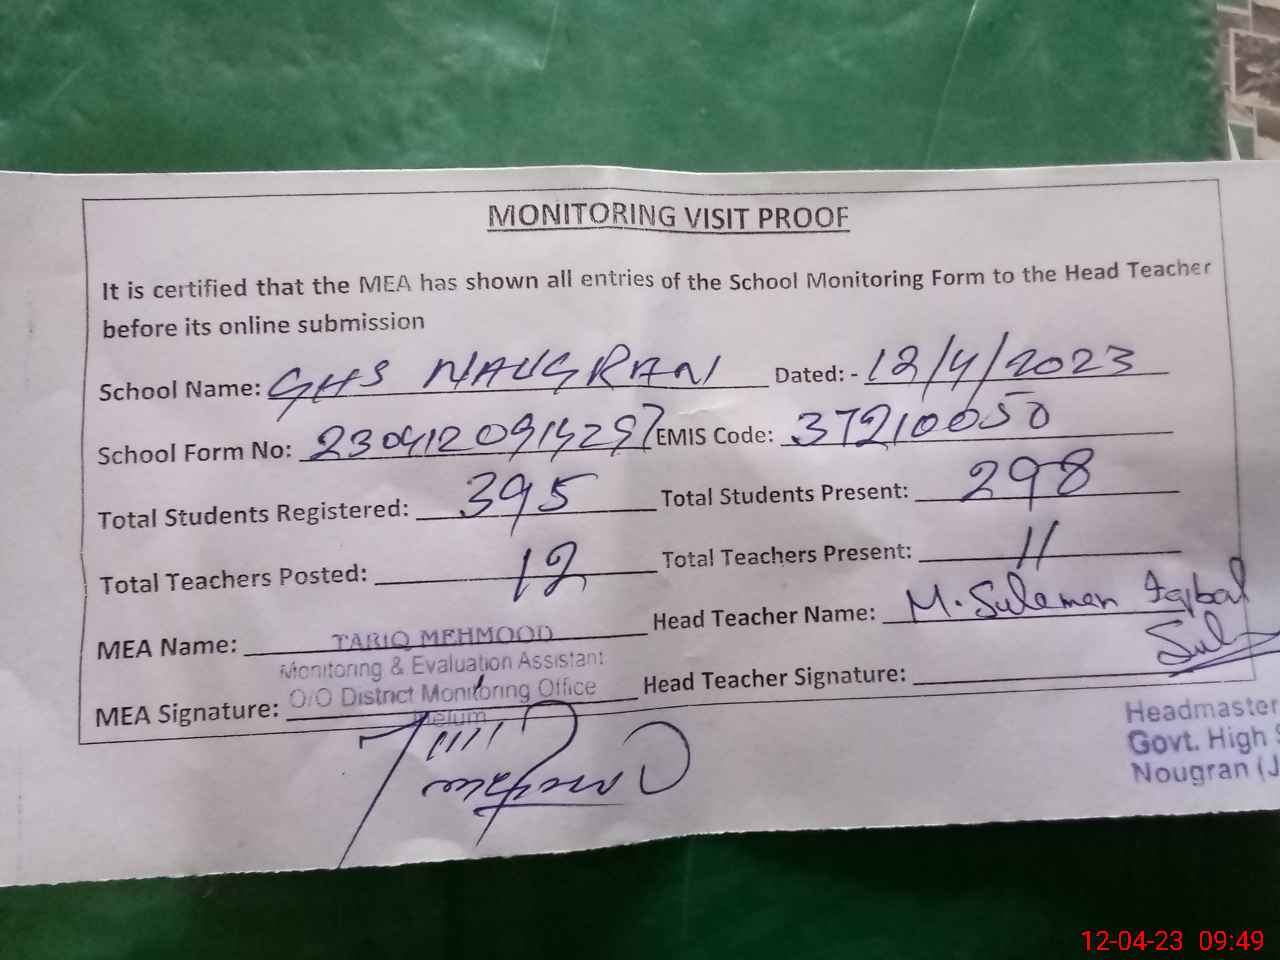 MONITORING VISIT PROOF
It is certified that the MEA has shown all entries of the School Monitoring Form to the Head Teacher
before its online submission
School Name: GHS NAUGRAN Dated: - 12/4/2023
School Form No: 2304120914297 EMIS Code: 37210050
Total Students Registered: 395 Total Students Present: 298
Total Teachers Posted: 12 Total Teachers Present: 11
MEA Name: TARIQ MEHMOOD Head Teacher Name: M. Suleman Iqbal
Monitoring & Evaluation Assistant
O/O District Monitoring Office
Jhelum
MEA Signature: Head Teacher Signature:
Headmaster
Govt. High S
Nougran (J
12-04-23 09:49